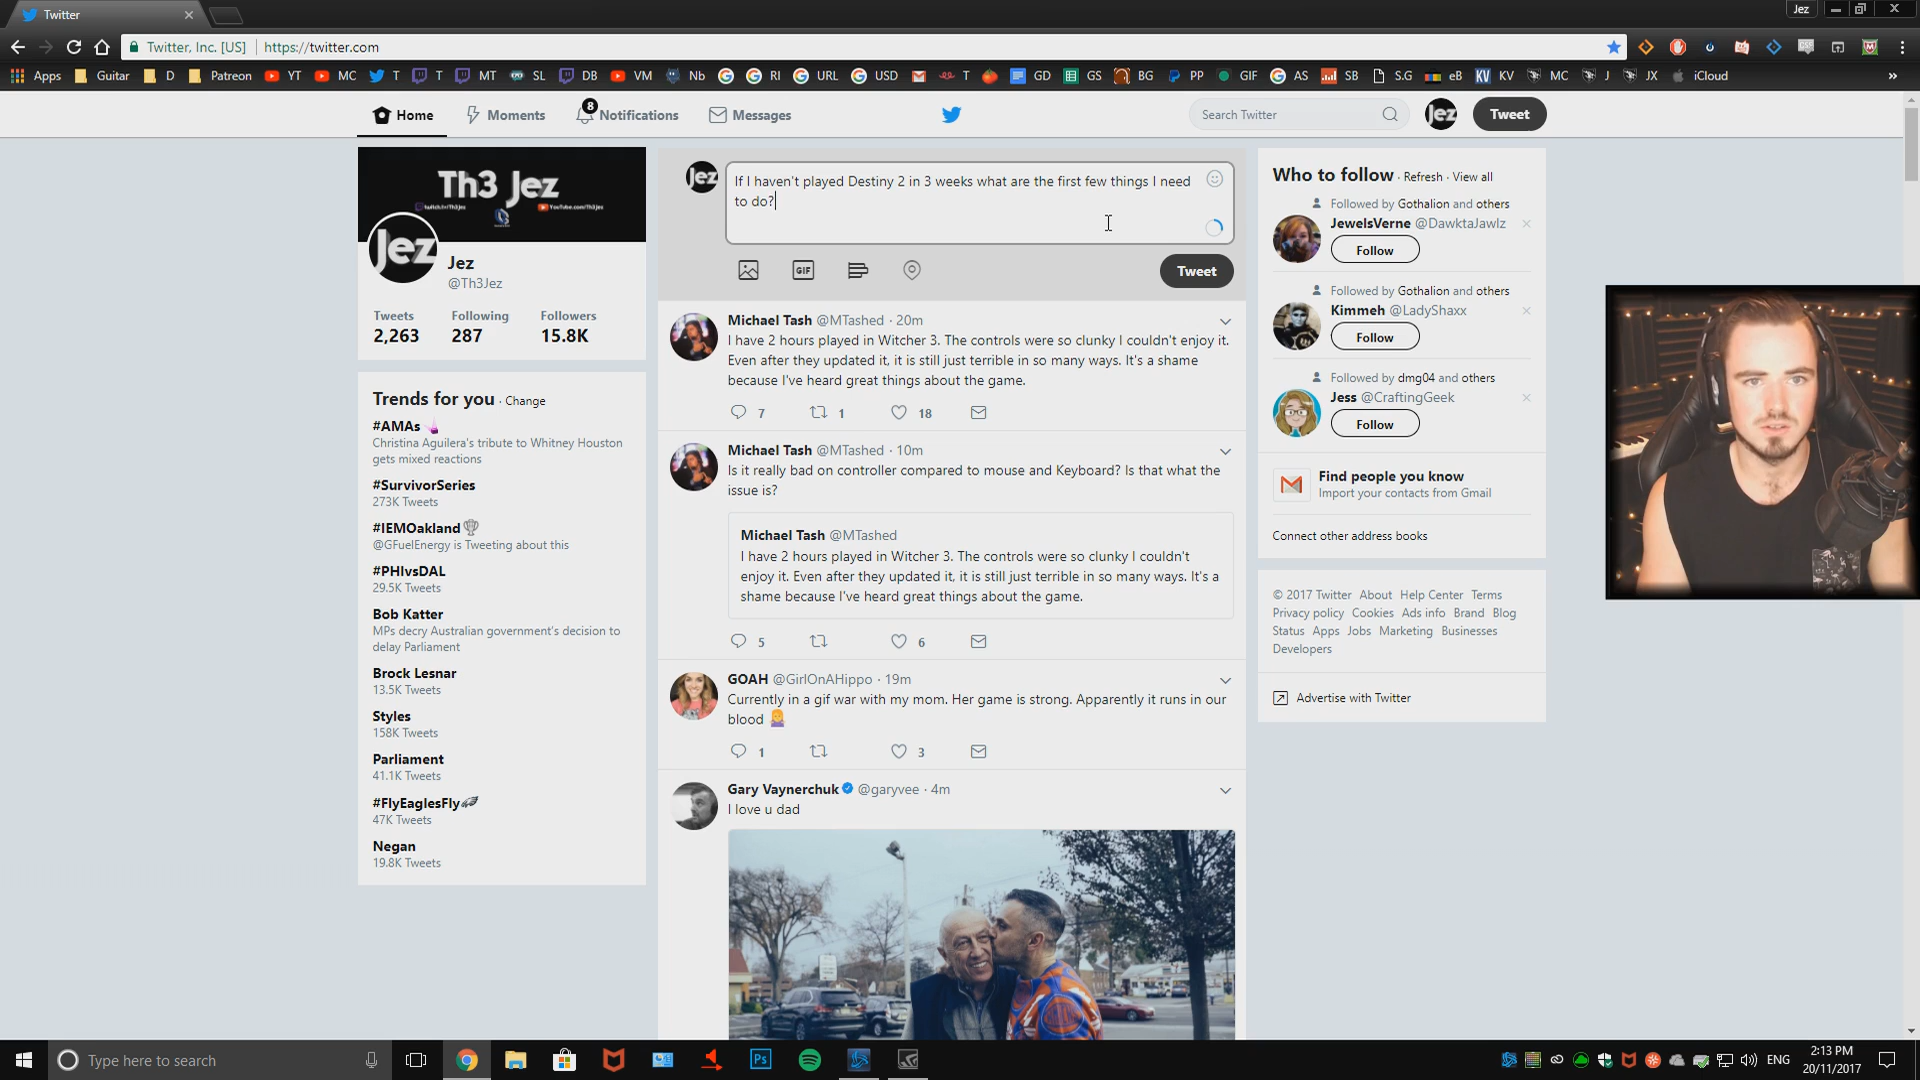 Twitter
Jez
Twitter, Inc. [US] https://twitter.com
Apps Guitar D Patreon YT MC T T MT SL DB VM Nb G RI URL USD T GD GS BG PP GIF AS SB S.G eB KV MC J JX iCloud »
Home Moments 8 Notifications Messages Search Twitter Jez Tweet
Th3 Jez
twitch.tv/Th3Jez YouTube.com/Th3Jez
Jez
Jez
@Th3Jez
Tweets Following Followers
2,263 287 15.8K
Trends for you · Change
#AMAs
Christina Aguilera's tribute to Whitney Houston
gets mixed reactions
#SurvivorSeries
273K Tweets
#IEMOakland
@GFuelEnergy is Tweeting about this
#PHIvsDAL
29.5K Tweets
Bob Katter
MPs decry Australian government's decision to
delay Parliament
Brock Lesnar
13.5K Tweets
Styles
158K Tweets
Parliament
41.1K Tweets
#FlyEaglesFly
47K Tweets
Negan
19.8K Tweets
Jez
If I haven't played Destiny 2 in 3 weeks what are the first few things I need
to do?
GIF
Tweet
Michael Tash @MTashed · 20m
I have 2 hours played in Witcher 3. The controls were so clunky I couldn't enjoy it.
Even after they updated it, it is still just terrible in so many ways. It's a shame
because I've heard great things about the game.
7 1 18
Michael Tash @MTashed · 10m
Is it really bad on controller compared to mouse and Keyboard? Is that what the
issue is?
Michael Tash @MTashed
I have 2 hours played in Witcher 3. The controls were so clunky I couldn't
enjoy it. Even after they updated it, it is still just terrible in so many ways. It's a
shame because I've heard great things about the game.
5 6
GOAH @GirlOnAHippo · 19m
Currently in a gif war with my mom. Her game is strong. Apparently it runs in our
blood
1 3
Gary Vaynerchuk @garyvee · 4m
I love u dad
Who to follow · Refresh · View all
Followed by Gothalion and others
JewelsVerne @DawktaJawlz
Follow
Followed by Gothalion and others
Kimmeh @LadyShaxx
Follow
Followed by dmg04 and others
Jess @CraftingGeek
Follow
Find people you know
Import your contacts from Gmail
Connect other address books
© 2017 Twitter About Help Center Terms
Privacy policy Cookies Ads info Brand Blog
Status Apps Jobs Marketing Businesses
Developers
Advertise with Twitter
Type here to search
Ps
ENG
2:13 PM
20/11/2017